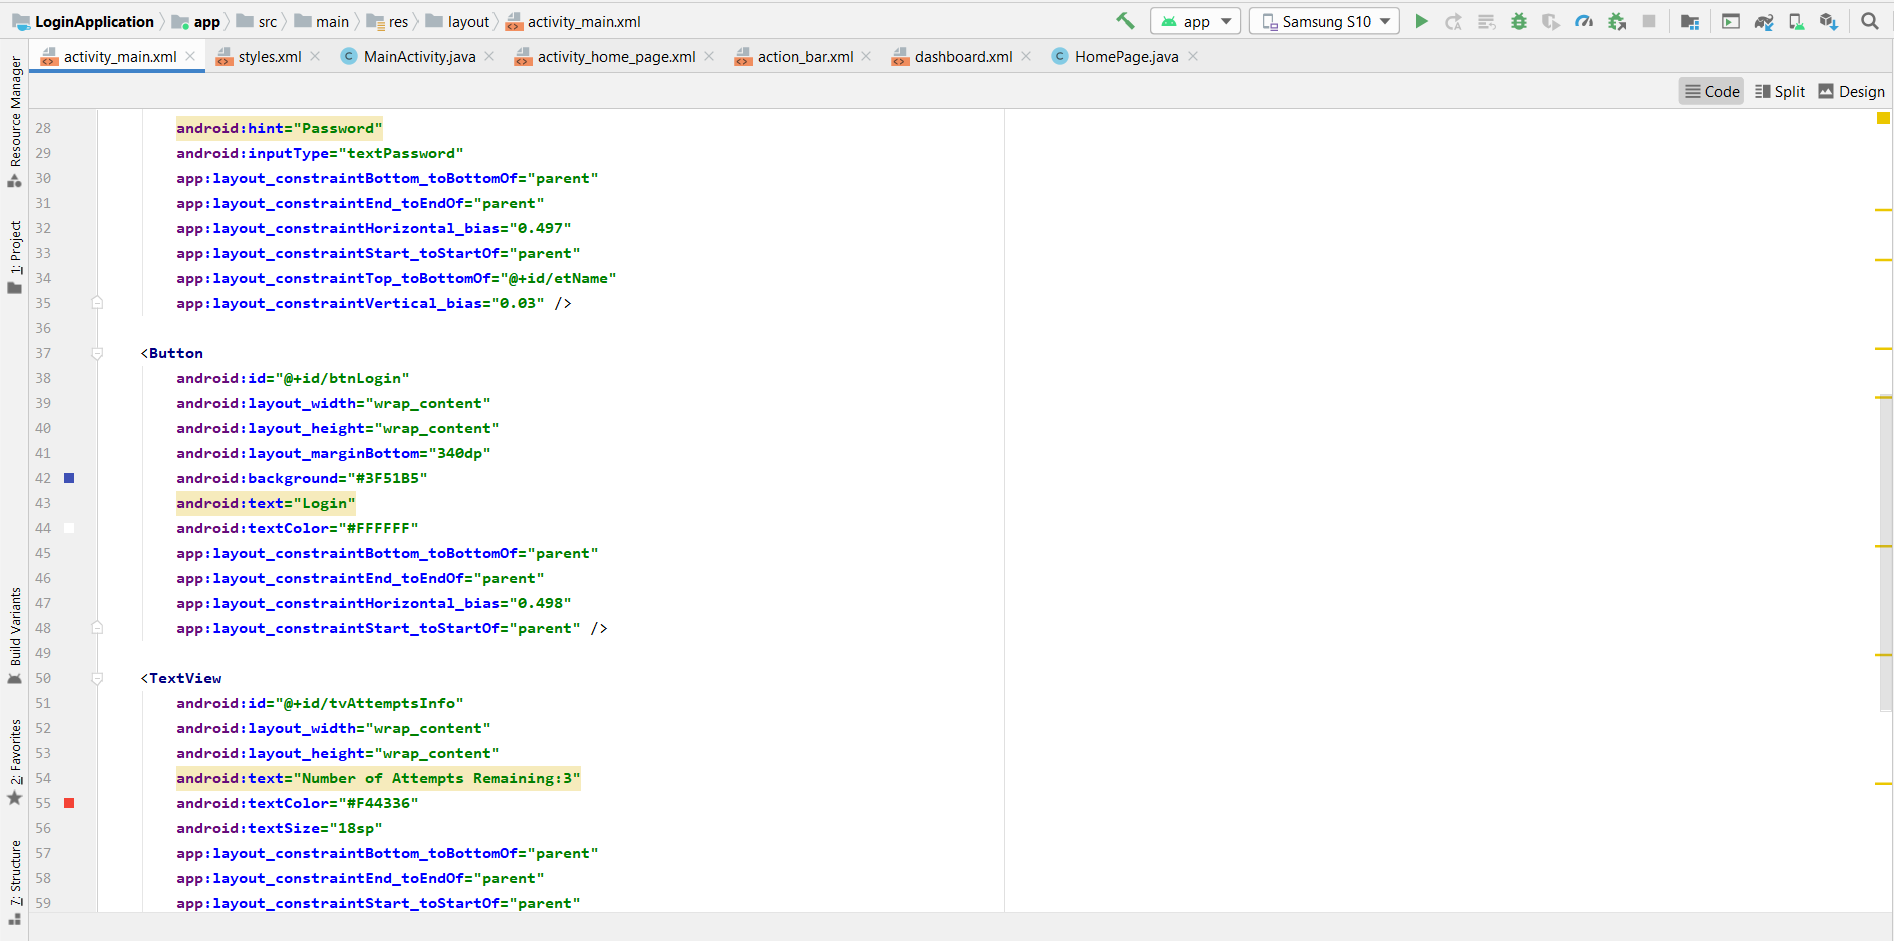 LoginApplication app src main res layout activity_main.xml app Samsung S10
activity_main.xml styles.xml MainActivity.java activity_home_page.xml action_bar.xml dashboard.xml HomePage.java
Code Split Design
Resource Manager
1: Project
Build Variants
2: Favorites
7: Structure
28 android:hint="Password"
29 android:inputType="textPassword"
30 app:layout_constraintBottom_toBottomOf="parent"
31 app:layout_constraintEnd_toEndOf="parent"
32 app:layout_constraintHorizontal_bias="0.497"
33 app:layout_constraintStart_toStartOf="parent"
34 app:layout_constraintTop_toBottomOf="@+id/etName"
35 app:layout_constraintVertical_bias="0.03" />
36
37 <Button
38 android:id="@+id/btnLogin"
39 android:layout_width="wrap_content"
40 android:layout_height="wrap_content"
41 android:layout_marginBottom="340dp"
42 android:background="#3F51B5"
43 android:text="Login"
44 android:textColor="#FFFFFF"
45 app:layout_constraintBottom_toBottomOf="parent"
46 app:layout_constraintEnd_toEndOf="parent"
47 app:layout_constraintHorizontal_bias="0.498"
48 app:layout_constraintStart_toStartOf="parent" />
49
50 <TextView
51 android:id="@+id/tvAttemptsInfo"
52 android:layout_width="wrap_content"
53 android:layout_height="wrap_content"
54 android:text="Number of Attempts Remaining:3"
55 android:textColor="#F44336"
56 android:textSize="18sp"
57 app:layout_constraintBottom_toBottomOf="parent"
58 app:layout_constraintEnd_toEndOf="parent"
59 app:layout_constraintStart_toStartOf="parent"